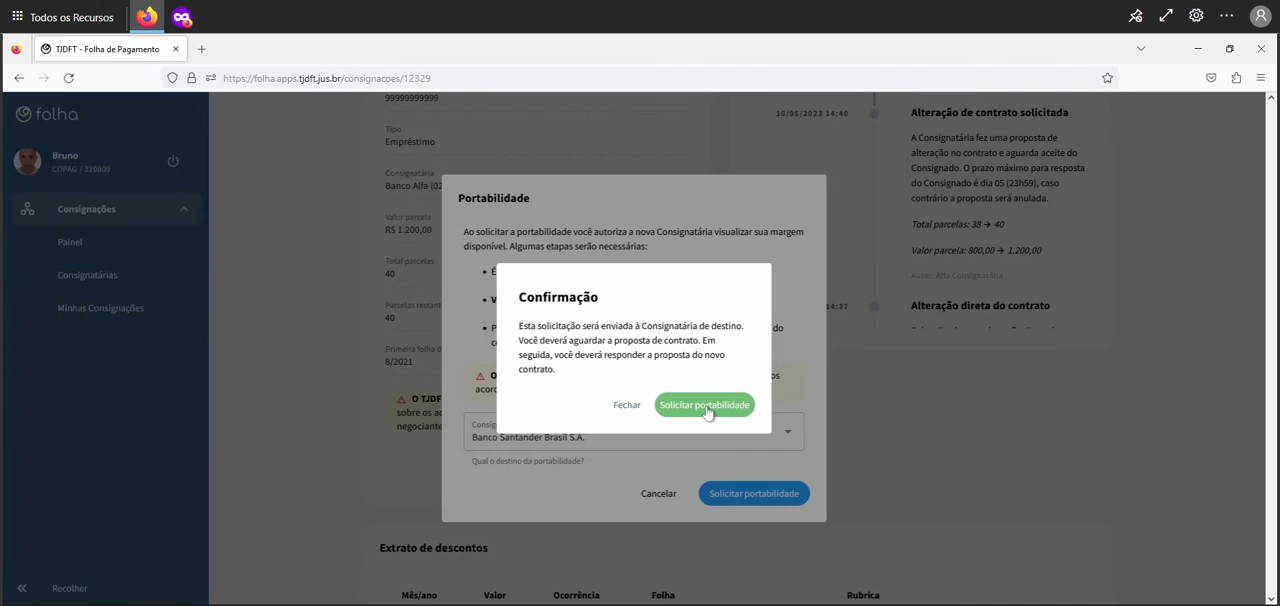 Todos os Recursos
TJDFT - Folha de Pagamento
https://folha.apps.tjdft.jus.br/consignacoes/12329
folha
Bruno
COPAG / 320809
Consignações
Painel
Consignatárias
Minhas Consignações
Recolher
99999999999
Tipo
Empréstimo
Consignatária
Banco Alfa (02
Valor parcela
R$ 1.200,00
Total parcelas
40
Parcelas restant
40
Primeira folha d
8/2021
O TJDF
sobre os ac
negociante
Portabilidade
Ao solicitar a portabilidade você autoriza a nova Consignatária visualizar sua margem
disponível. Algumas etapas serão necessárias:
• É
• V
• P
do
c
O
os
acord
Confirmação
Esta solicitação será enviada à Consignatária de destino.
Você deverá aguardar a proposta de contrato. Em
seguida, você deverá responder a proposta do novo
contrato.
Fechar
Solicitar portabilidade
Consig
Banco Santander Brasil S.A.
Qual o destino da portabilidade?
Cancelar
Solicitar portabilidade
10/05/2023 14:40
Alteração de contrato solicitada
A Consignatária fez uma proposta de
alteração no contrato e aguarda aceite do
Consignado. O prazo máximo para resposta
do Consignado é dia 05 (23h59), caso
contrário a proposta será anulada.
Total parcelas: 38 → 40
Valor parcela: 800,00 → 1.200,00
Autor: Alfa Consignatária
14:37
Alteração direta do contrato
Extrato de descontos
Mês/ano
Valor
Ocorrência
Folha
Rubrica